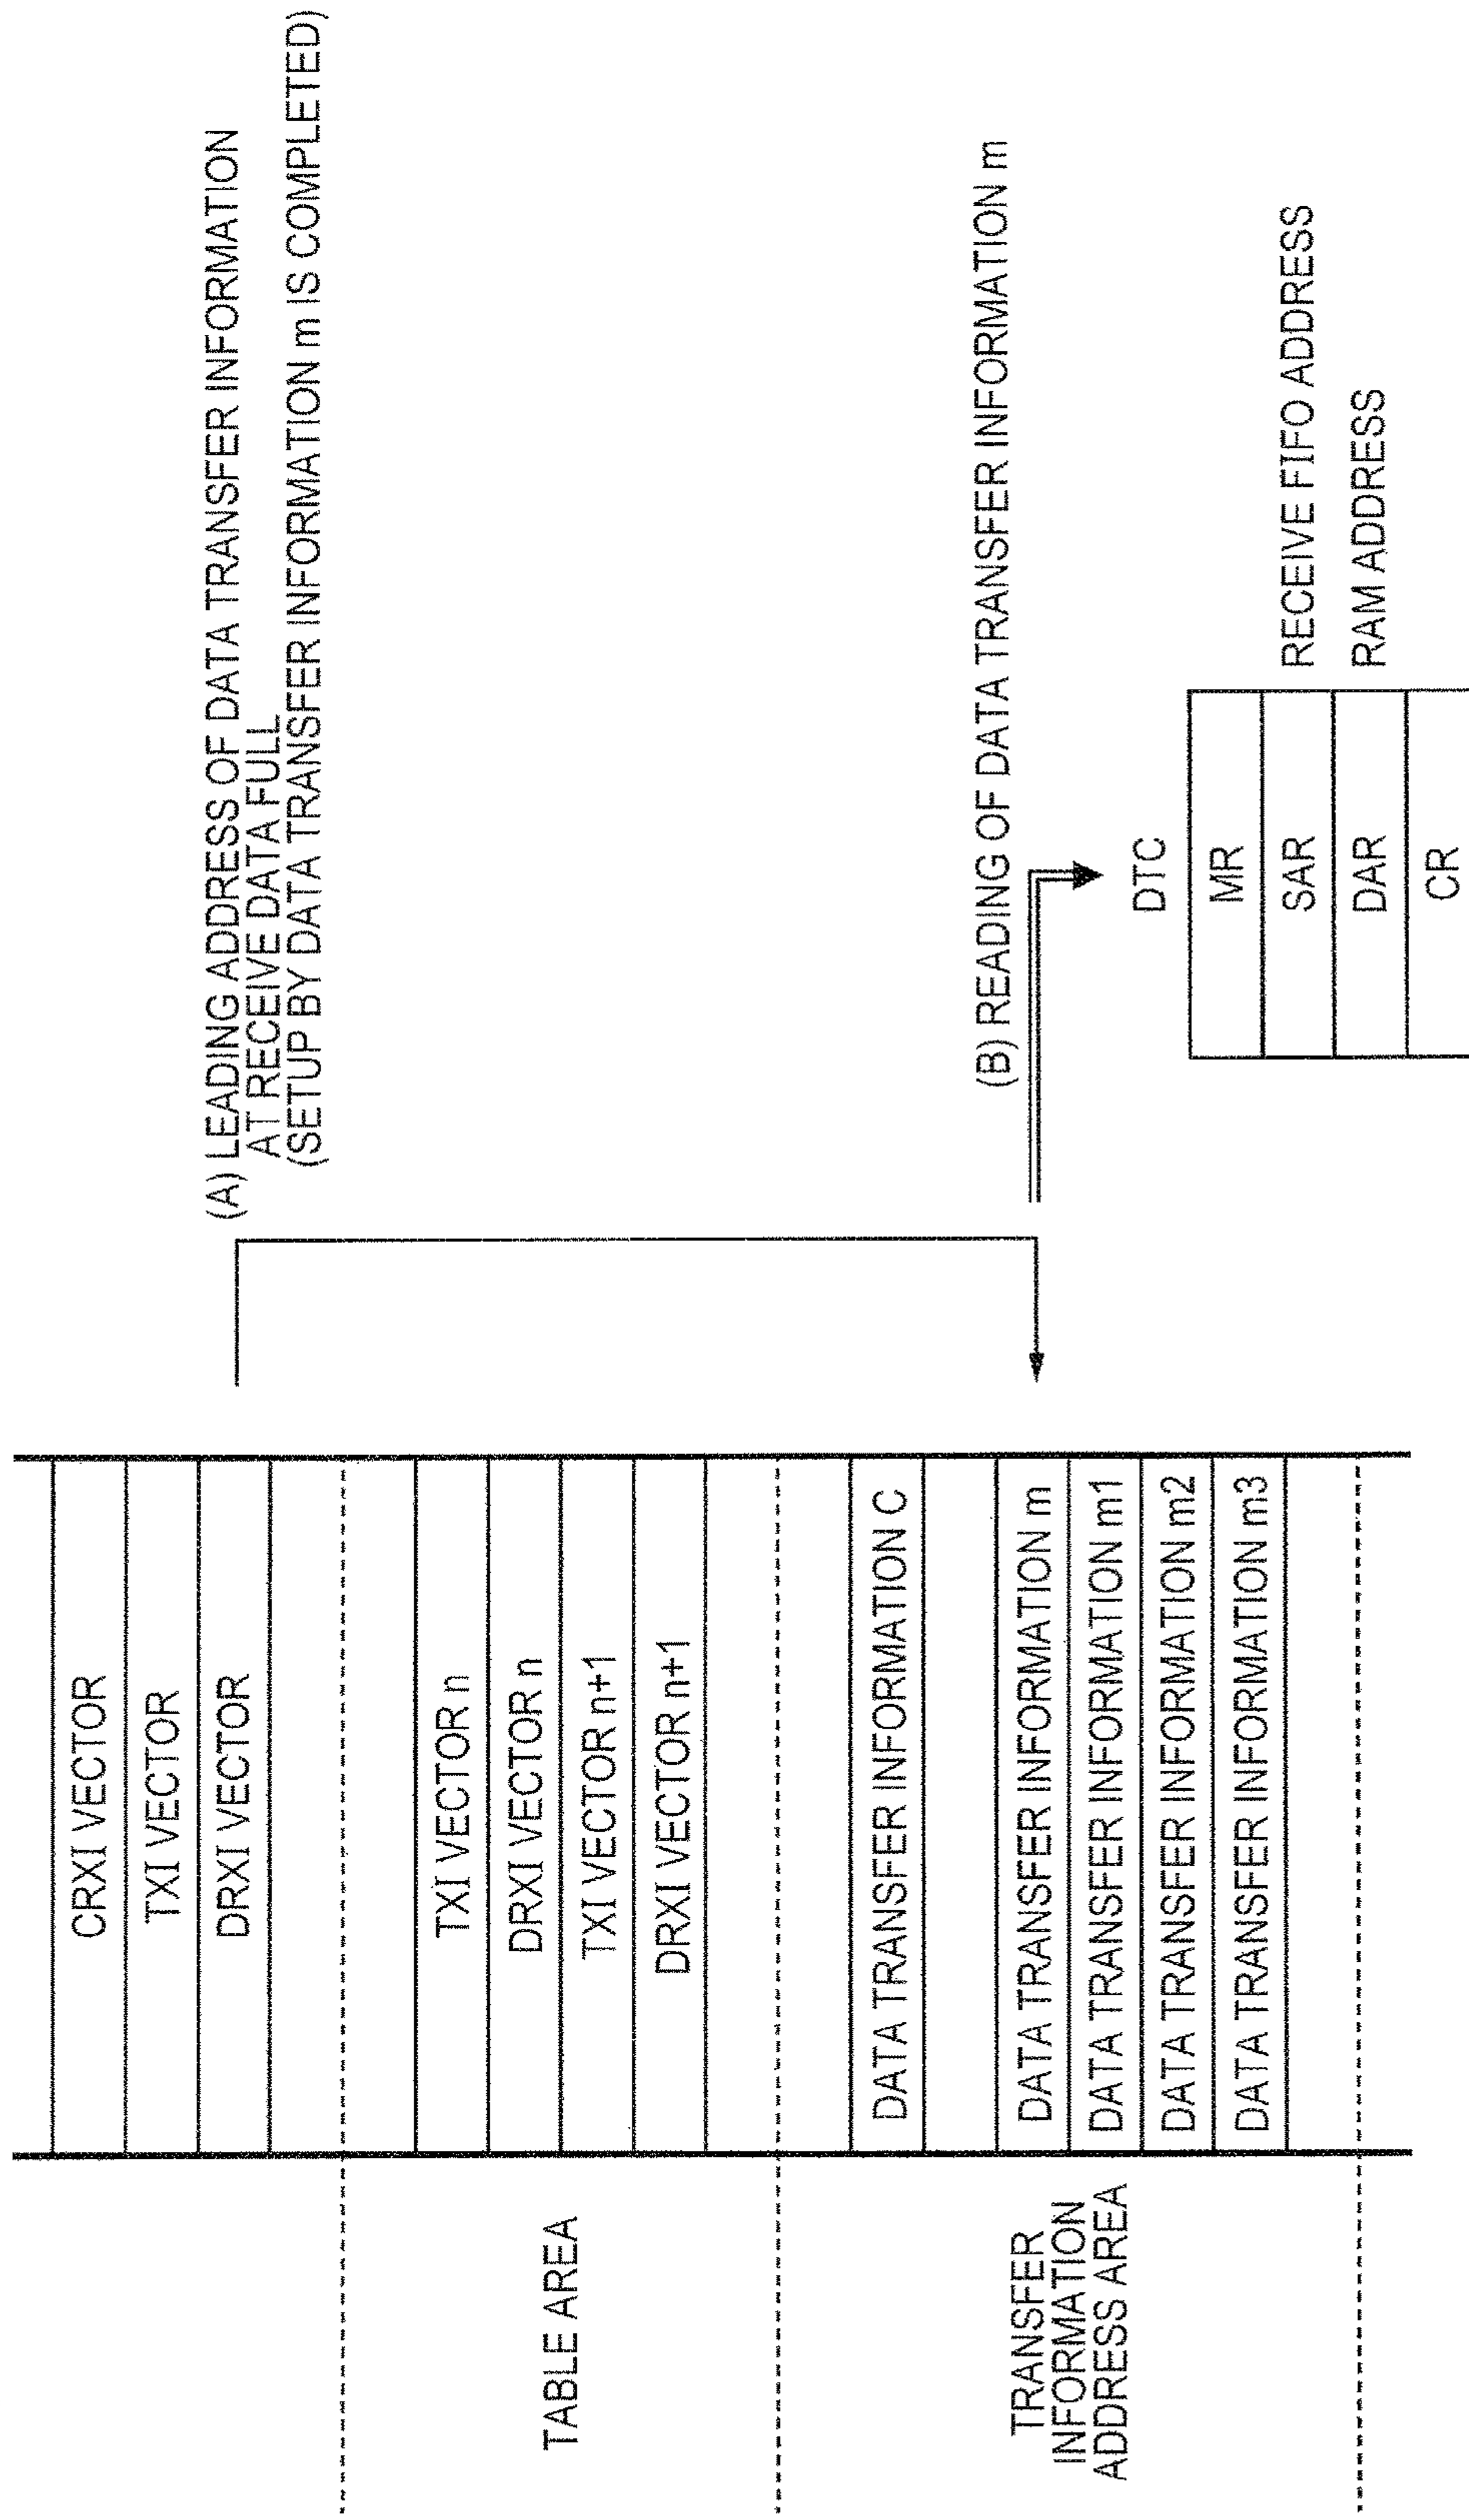 CRXI VECTOR
TXI VECTOR
DRXI VECTOR
(A) LEADING ADDRESS OF DATA TRANSFER INFORMATION
AT RECEIVE DATA FULL
(SETUP BY DATA TRANSFER INFORMATION m IS COMPLETED)
TABLE AREA
TXI VECTOR n
DRXI VECTOR n
TXI VECTOR n+1
DRXI VECTOR n+1
TRANSFER
INFORMATION
ADDRESS AREA
DATA TRANSFER INFORMATION C
DATA TRANSFER INFORMATION m
DATA TRANSFER INFORMATION m1
DATA TRANSFER INFORMATION m2
DATA TRANSFER INFORMATION m3
(B) READING OF DATA TRANSFER INFORMATION m
DTC
MR
SAR RECEIVE FIFO ADDRESS
DAR RAM ADDRESS
CR